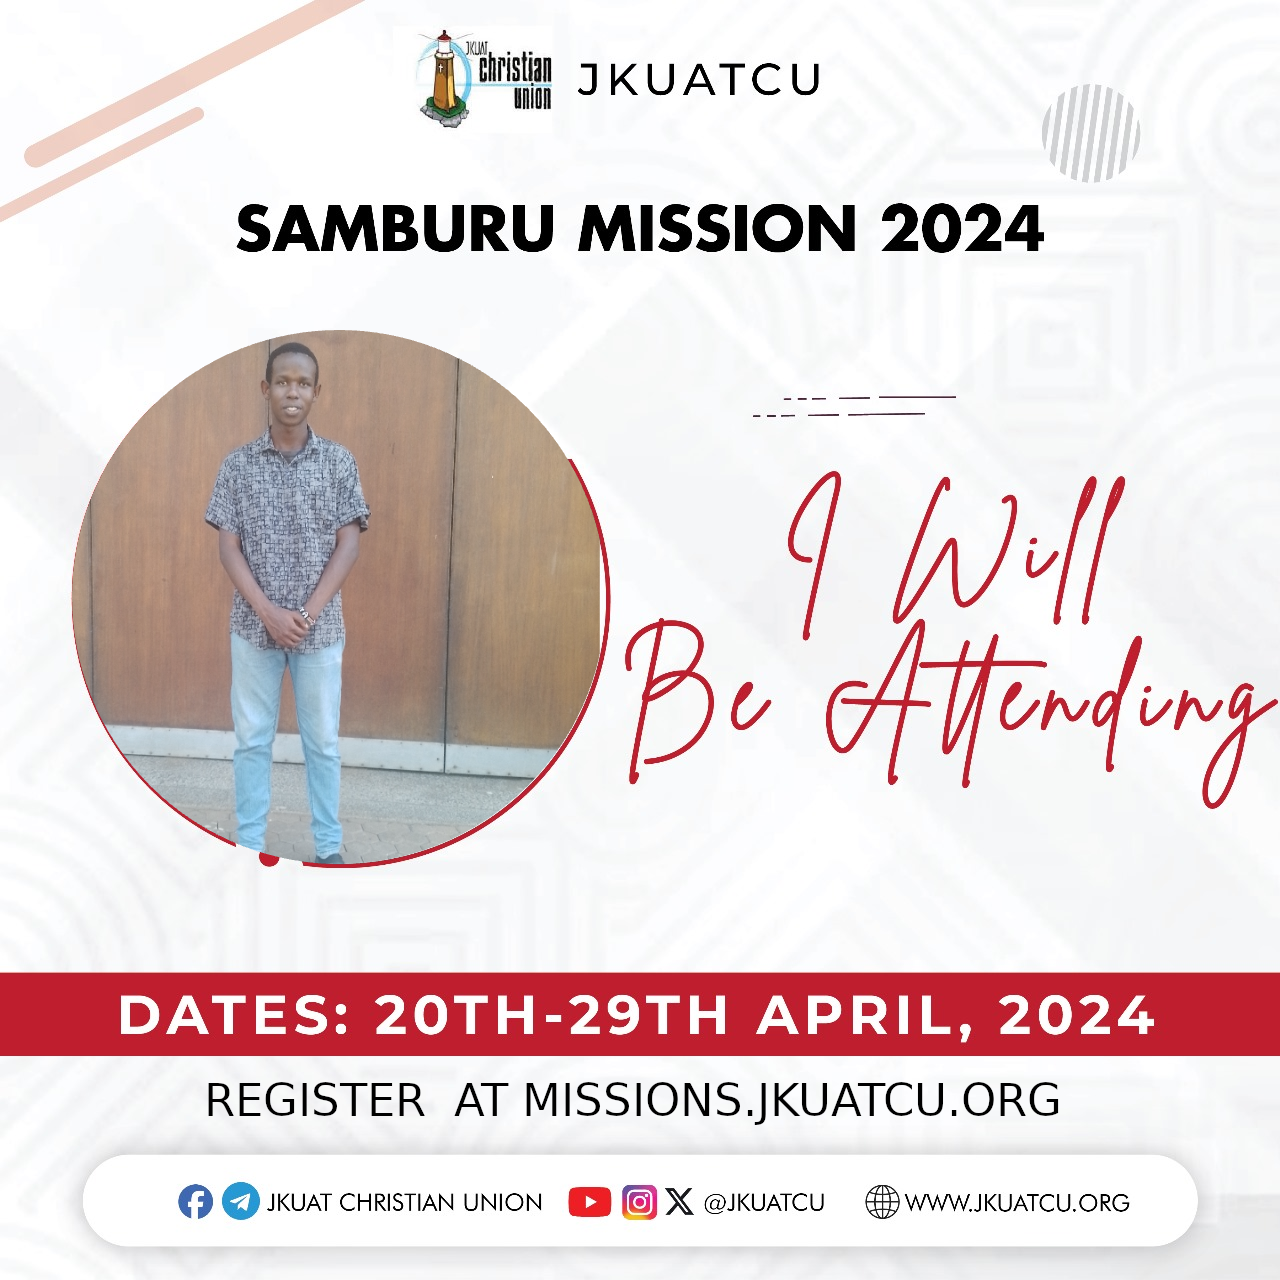 JKUAT
christian
union
JKUATCU
SAMBURU MISSION 2024
I Will
Be Attending
DATES: 20TH-29TH APRIL, 2024
REGISTER AT MISSIONS.JKUATCU.ORG
JKUAT CHRISTIAN UNION @JKUATCU WWW.JKUATCU.ORG